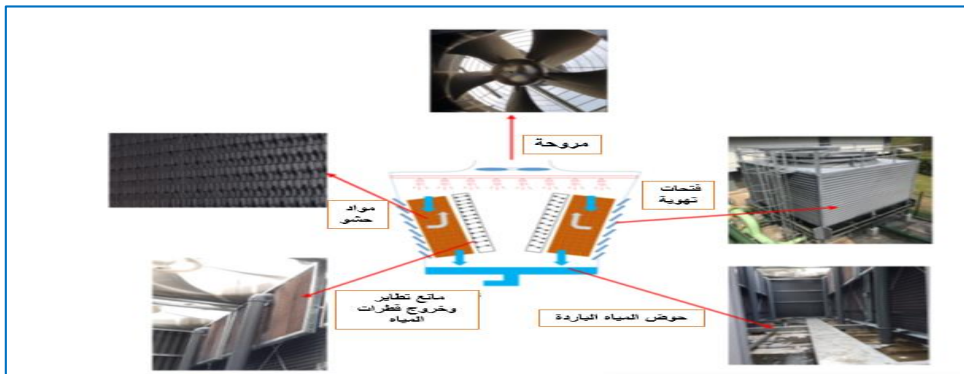 مروحة
فتحات
تهوية
مواد
حشو
مانع تطاير
وخروج قطرات
المياه
حوض المياه الباردة